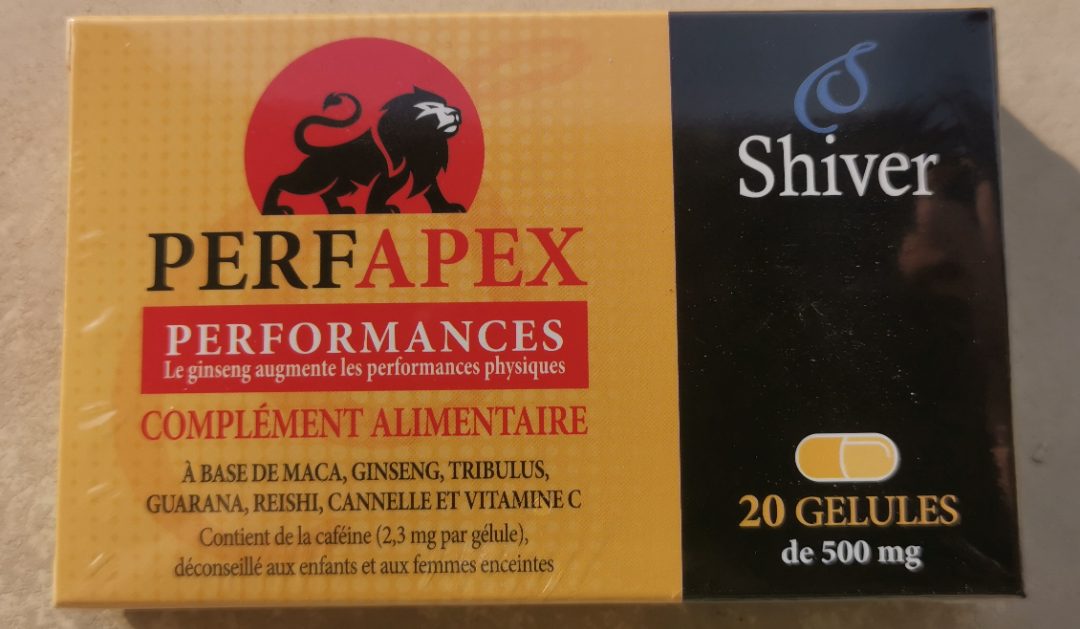 PERFAPEX
PERFORMANCES
Le ginseng augmente les performances physiques
COMPLÉMENT ALIMENTAIRE
À BASE DE MACA, GINSENG, TRIBULUS,
GUARANA, REISHI, CANNELLE ET VITAMINE C
Contient de la caféine (2,3 mg par gélule),
déconseillé aux enfants et aux femmes enceintes
Shiver
20 GELULES
de 500 mg